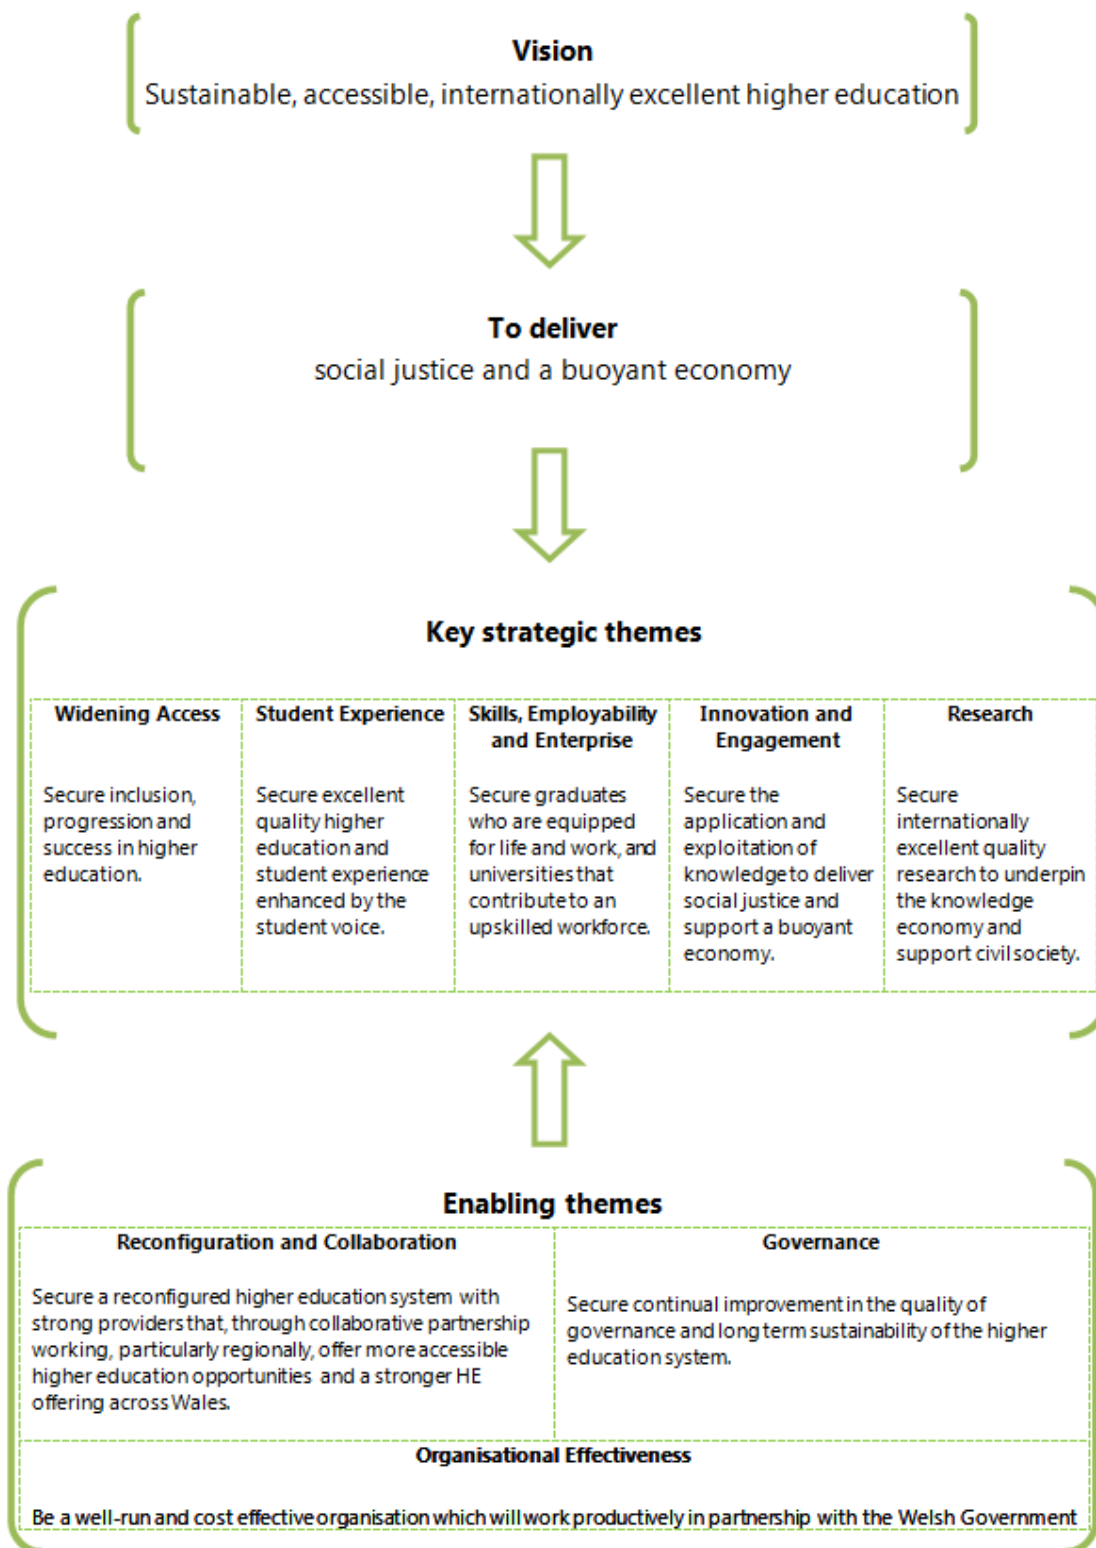 Vision
Sustainable, accessible, internationally excellent higher education
To deliver
social justice and a buoyant economy
Key strategic themes
Widening Access
Secure inclusion,
progression and
success in higher
education.
Student Experience
Secure excellent
quality higher
education and
student experience
enhanced by the
student voice.
Skills, Employability
and Enterprise
Secure graduates
who are equipped
for life and work, and
universities that
contribute to an
upskilled workforce.
Innovation and
Engagement
Secure the
application and
exploitation of
knowledge to deliver
social justice and
support a buoyant
economy.
Research
Secure
internationally
excellent quality
research to underpin
the knowledge
economy and
support civil society.
Enabling themes
Reconfiguration and Collaboration
Secure a reconfigured higher education system with
strong providers that, through collaborative partnership
working, particularly regionally, offer more accessible
higher education opportunities and a stronger HE
offering across Wales.
Governance
Secure continual improvement in the quality of
governance and long term sustainability of the higher
education system.
Organisational Effectiveness
Be a well-run and cost effective organisation which will work productively in partnership with the Welsh Government